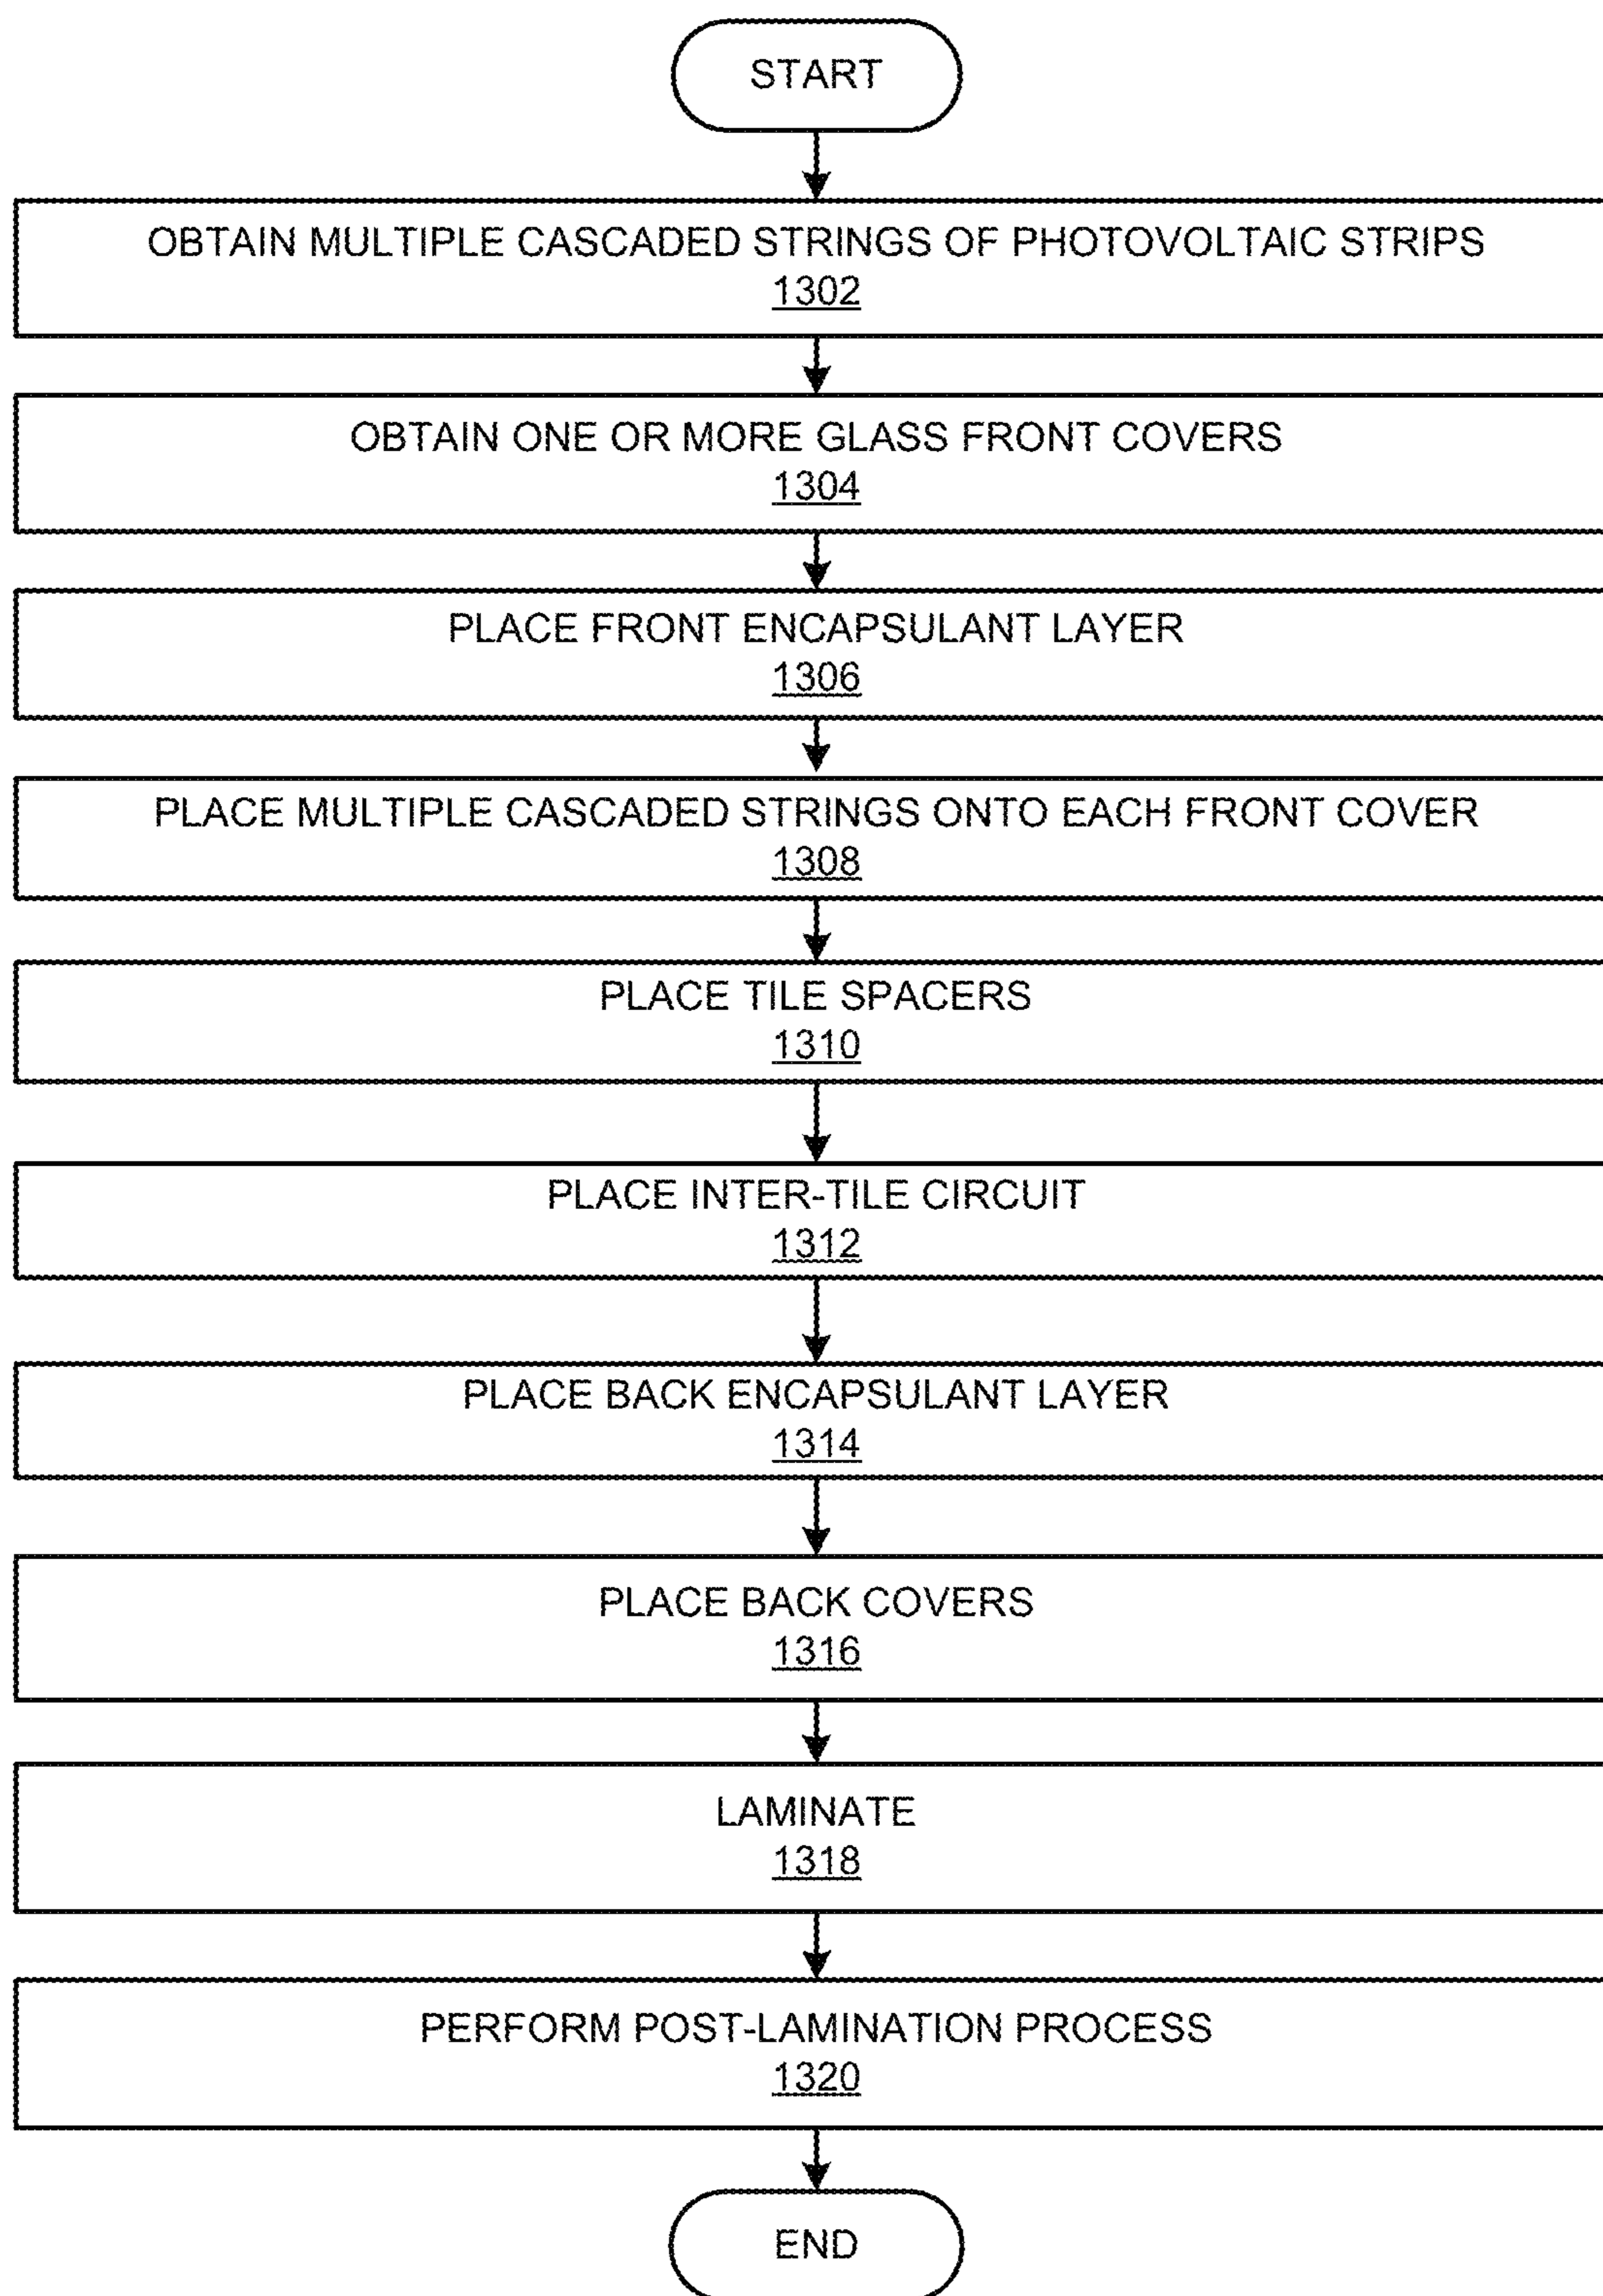 START
OBTAIN MULTIPLE CASCADED STRINGS OF PHOTOVOLTAIC STRIPS
1302
OBTAIN ONE OR MORE GLASS FRONT COVERS
1304
PLACE FRONT ENCAPSULANT LAYER
1306
PLACE MULTIPLE CASCADED STRINGS ONTO EACH FRONT COVER
1308
PLACE TILE SPACERS
1310
PLACE INTER-TILE CIRCUIT
1312
PLACE BACK ENCAPSULANT LAYER
1314
PLACE BACK COVERS
1316
LAMINATE
1318
PERFORM POST-LAMINATION PROCESS
1320
END